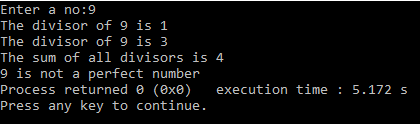 Enter a no:9
The divisor of 9 is 1
The divisor of 9 is 3
The sum of all divisors is 4
9 is not a perfect number
Process returned 0 (0x0)   execution time : 5.172 s
Press any key to continue.